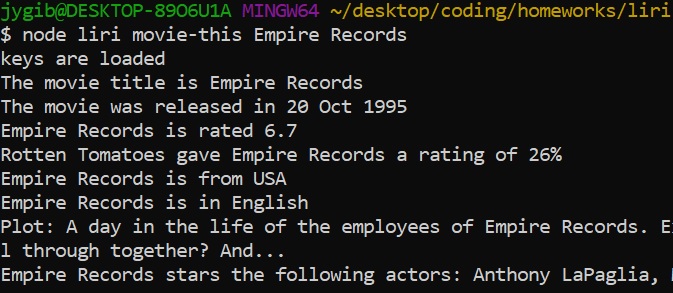 jygib@DESKTOP-89O6U1A MINGW64 ~/desktop/coding/homeworks/liri
$ node liri movie-this Empire Records
keys are loaded
The movie title is Empire Records
The movie was released in 20 Oct 1995
Empire Records is rated 6.7
Rotten Tomatoes gave Empire Records a rating of 26%
Empire Records is from USA
Empire Records is in English
Plot: A day in the life of the employees of Empire Records.
l through together? And...
Empire Records stars the following actors: Anthony LaPaglia,